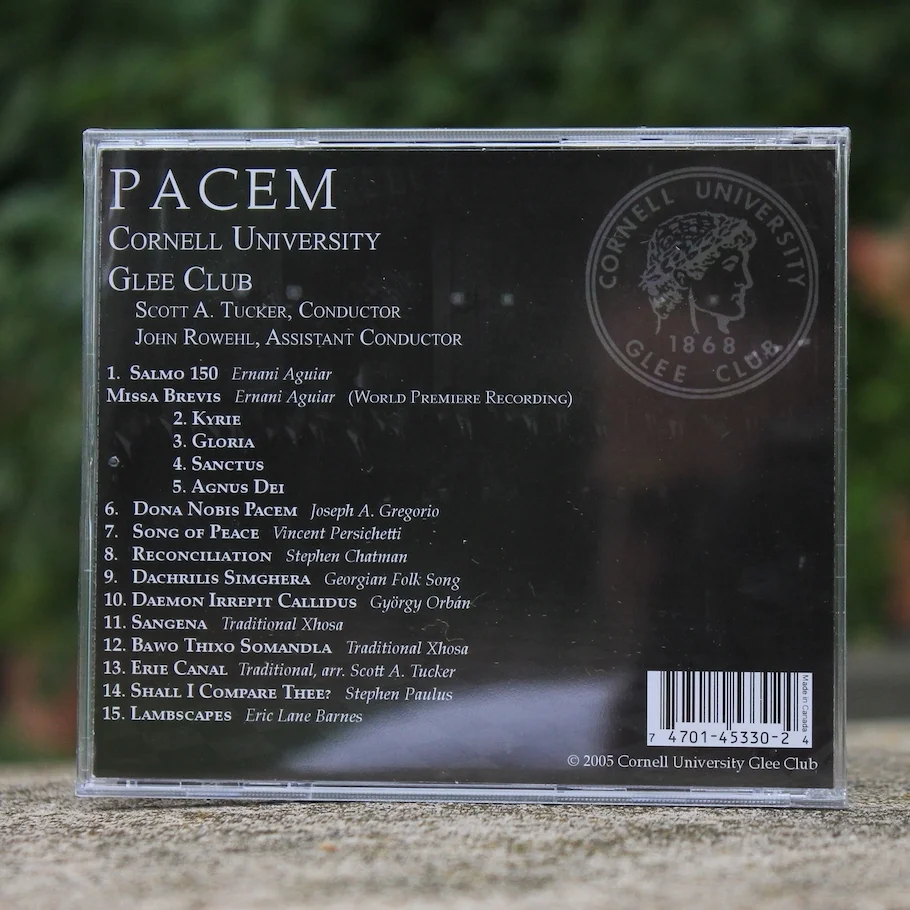 PACEM
CORNELL UNIVERSITY
GLEE CLUB
SCOTT A. TUCKER, CONDUCTOR
JOHN ROWEHL, ASSISTANT CONDUCTOR
CORNELL UNIVERSITY
1868
GLEE CLUB
1. SALMO 150 Ernani Aguiar
MISSA BREVIS Ernani Aguiar (WORLD PREMIERE RECORDING)
2. KYRIE
3. GLORIA
4. SANCTUS
5. AGNUS DEI
6. DONA NOBIS PACEM Joseph A. Gregorio
7. SONG OF PEACE Vincent Persichetti
8. RECONCILIATION Stephen Chatman
9. DACHRILIS SIMGHERA Georgian Folk Song
10. DAEMON IRREPIT CALLIDUS György Orbán
11. SANGENA Traditional Xhosa
12. BAWO THIXO SOMANDLA Traditional Xhosa
13. ERIE CANAL Traditional, arr. Scott A. Tucker
14. SHALL I COMPARE THEE? Stephen Paulus
15. LAMBSCAPES Eric Lane Barnes
Made in Canada
7 4701-45330-2 4
© 2005 Cornell University Glee Club